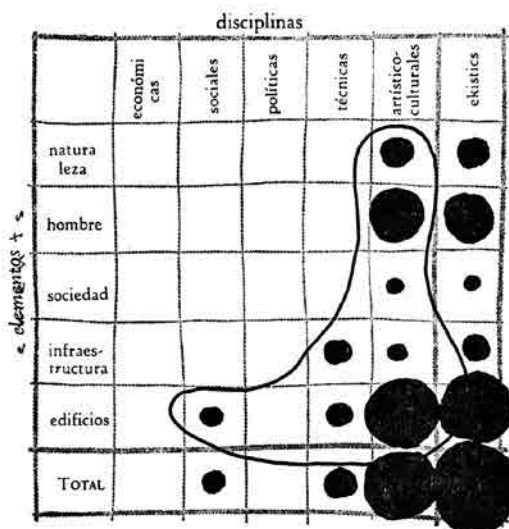 disciplinas
económi
cas
sociales
políticas
técnicas
artístico-
culturales
ekistics
natura
leza
hombre
sociedad
infraes-
tructura
edificios
TOTAL
elementos